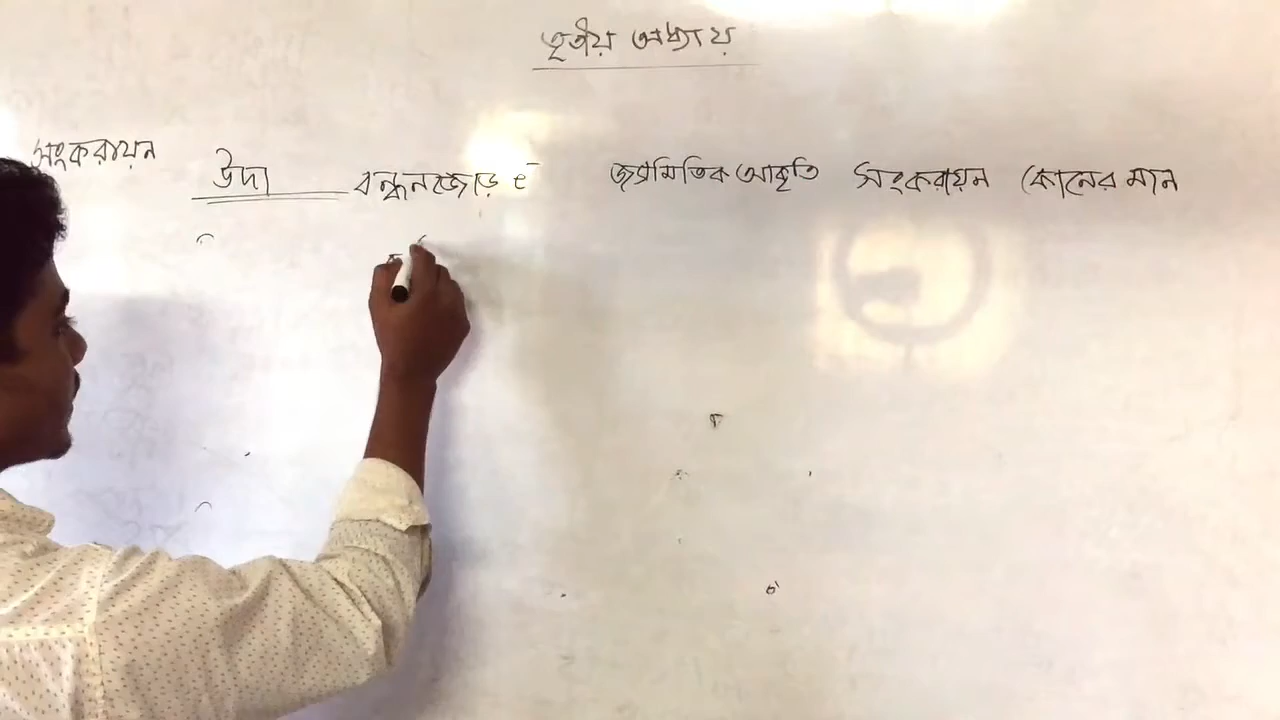 তৃতীয় অধ্যায়
সংকরায়ন উদা বন্ধনজোড় e⁻ জ্যামিতিক আকৃতি সংকরায়ন কোনের মান